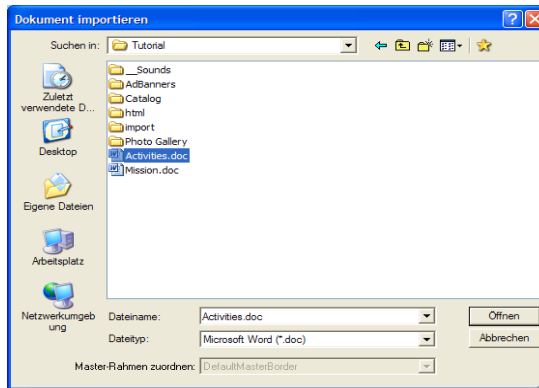 Dokument importieren
Suchen in: Tutorial
__Sounds
AdBanners
Catalog
html
import
Photo Gallery
Activities.doc
Mission.doc
Zuletzt
verwendete D...
Desktop
Eigene Dateien
Arbeitsplatz
Netzwerkumgeb
ung
Dateiname: Activities.doc Öffnen
Dateityp: Microsoft Word (*.doc) Abbrechen
Master-Rahmen zuordnen: DefaultMasterBorder